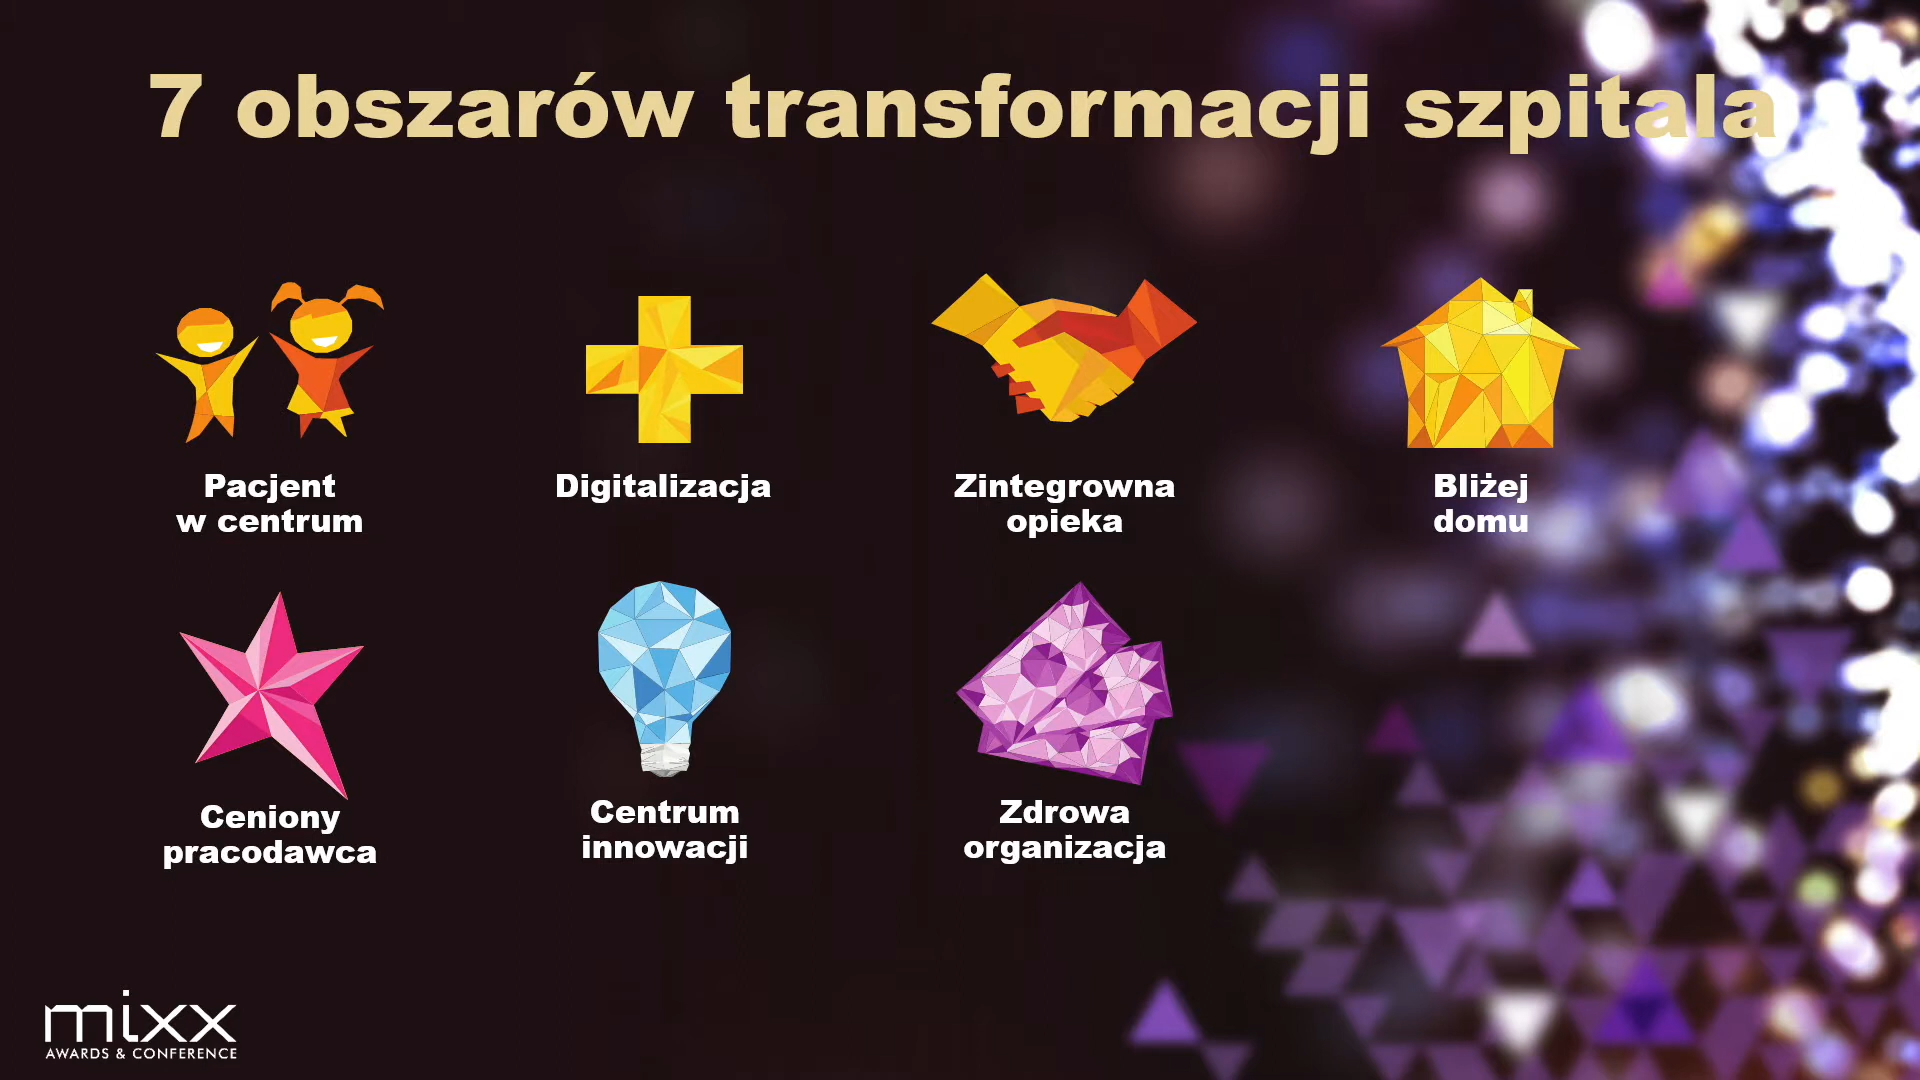 7 obszarów transformacji szpitala
Pacjent
w centrum
Digitalizacja
Zintegrowna
opieka
Bliżej
domu
Ceniony
pracodawca
Centrum
innowacji
Zdrowa
organizacja
mixx
AWARDS & CONFERENCE